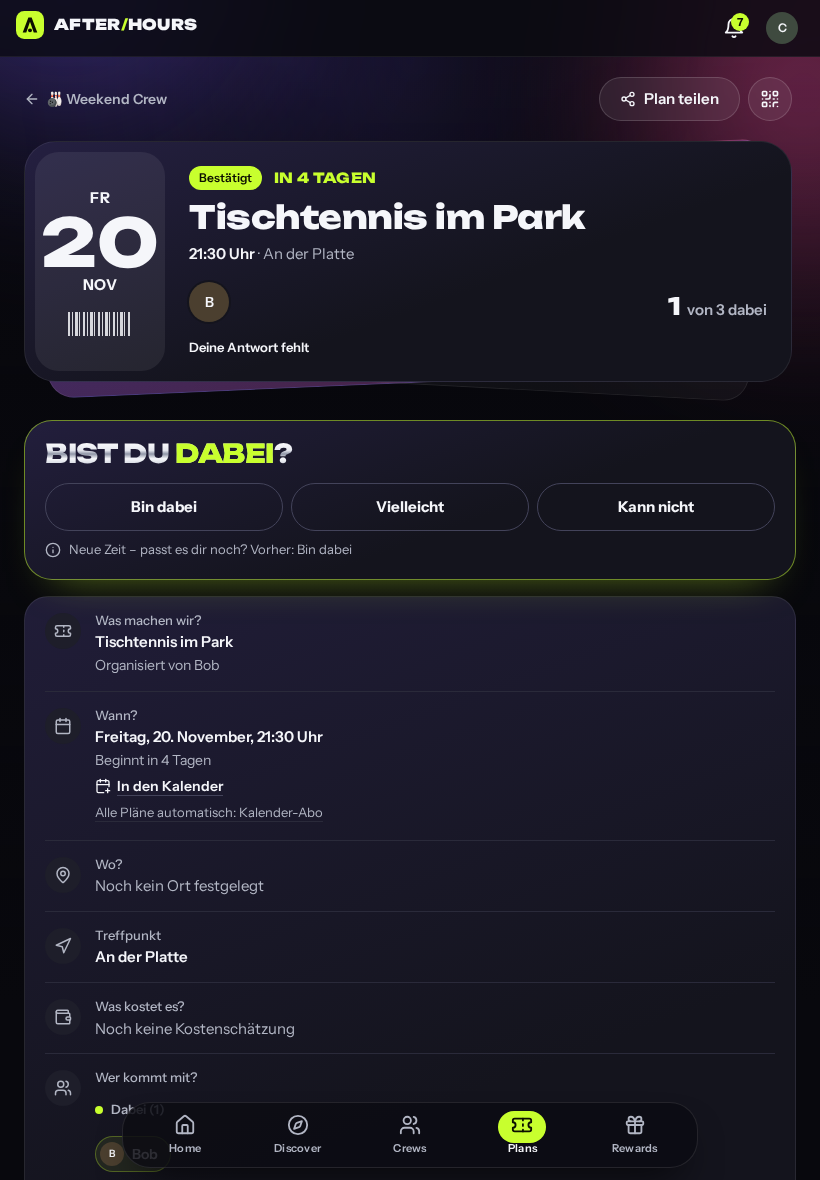 AFTER/HOURS
7
C
Weekend Crew
Plan teilen
FR
20
NOV
Bestätigt
IN 4 TAGEN
Tischtennis im Park
21:30 Uhr · An der Platte
B
1 von 3 dabei
Deine Antwort fehlt
BIST DU DABEI?
Bin dabei
Vielleicht
Kann nicht
Neue Zeit – passt es dir noch? Vorher: Bin dabei
Was machen wir?
Tischtennis im Park
Organisiert von Bob
Wann?
Freitag, 20. November, 21:30 Uhr
Beginnt in 4 Tagen
In den Kalender
Alle Pläne automatisch: Kalender-Abo
Wo?
Noch kein Ort festgelegt
Treffpunkt
An der Platte
Was kostet es?
Noch keine Kostenschätzung
Wer kommt mit?
Dabei (1)
B Bob
Home
Discover
Crews
Plans
Rewards